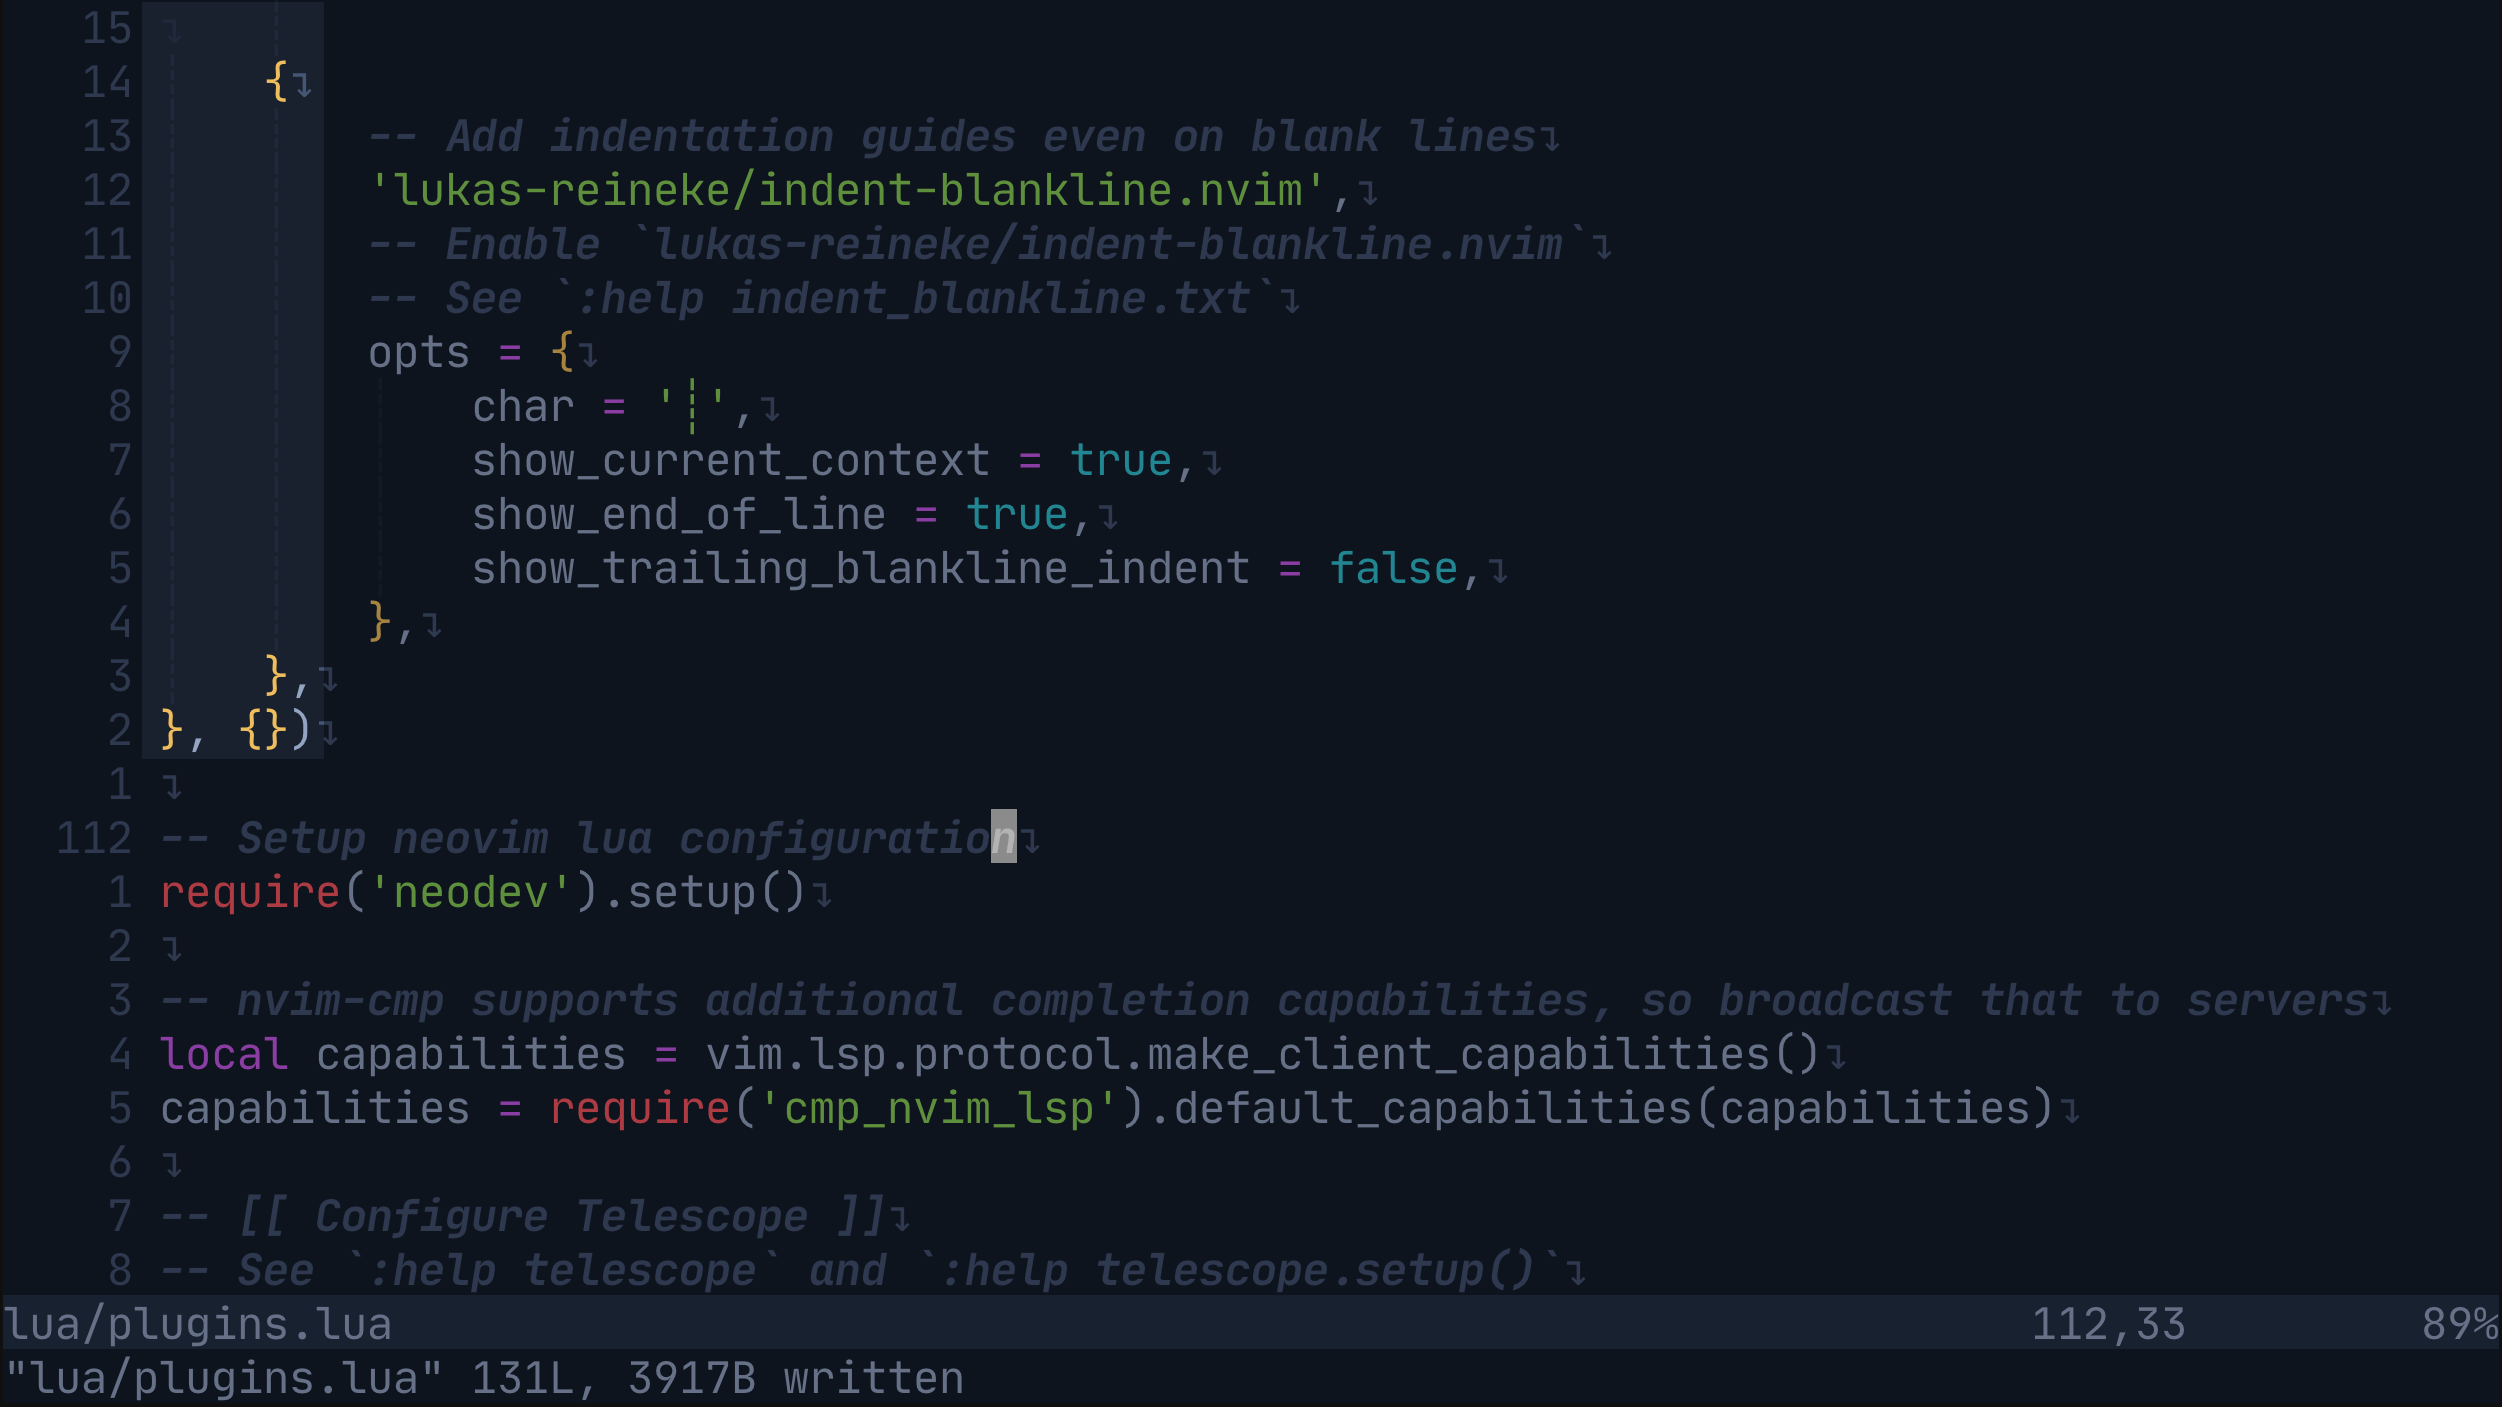 15 ↴
14     {↴
13         -- Add indentation guides even on blank lines↴
12         'lukas-reineke/indent-blankline.nvim',↴
11         -- Enable `lukas-reineke/indent-blankline.nvim`↴
10         -- See `:help indent_blankline.txt`↴
9         opts = {↴
8             char = '┊',↴
7             show_current_context = true,↴
6             show_end_of_line = true,↴
5             show_trailing_blankline_indent = false,↴
4         },↴
3     },↴
2 }, {})↴
1 ↴
112 -- Setup neovim lua configuration↴
1 require('neodev').setup()↴
2 ↴
3 -- nvim-cmp supports additional completion capabilities, so broadcast that to servers↴
4 local capabilities = vim.lsp.protocol.make_client_capabilities()↴
5 capabilities = require('cmp_nvim_lsp').default_capabilities(capabilities)↴
6 ↴
7 -- [[ Configure Telescope ]]↴
8 -- See `:help telescope` and `:help telescope.setup()`↴
lua/plugins.lua 112,33 89%
"lua/plugins.lua" 131L, 3917B written